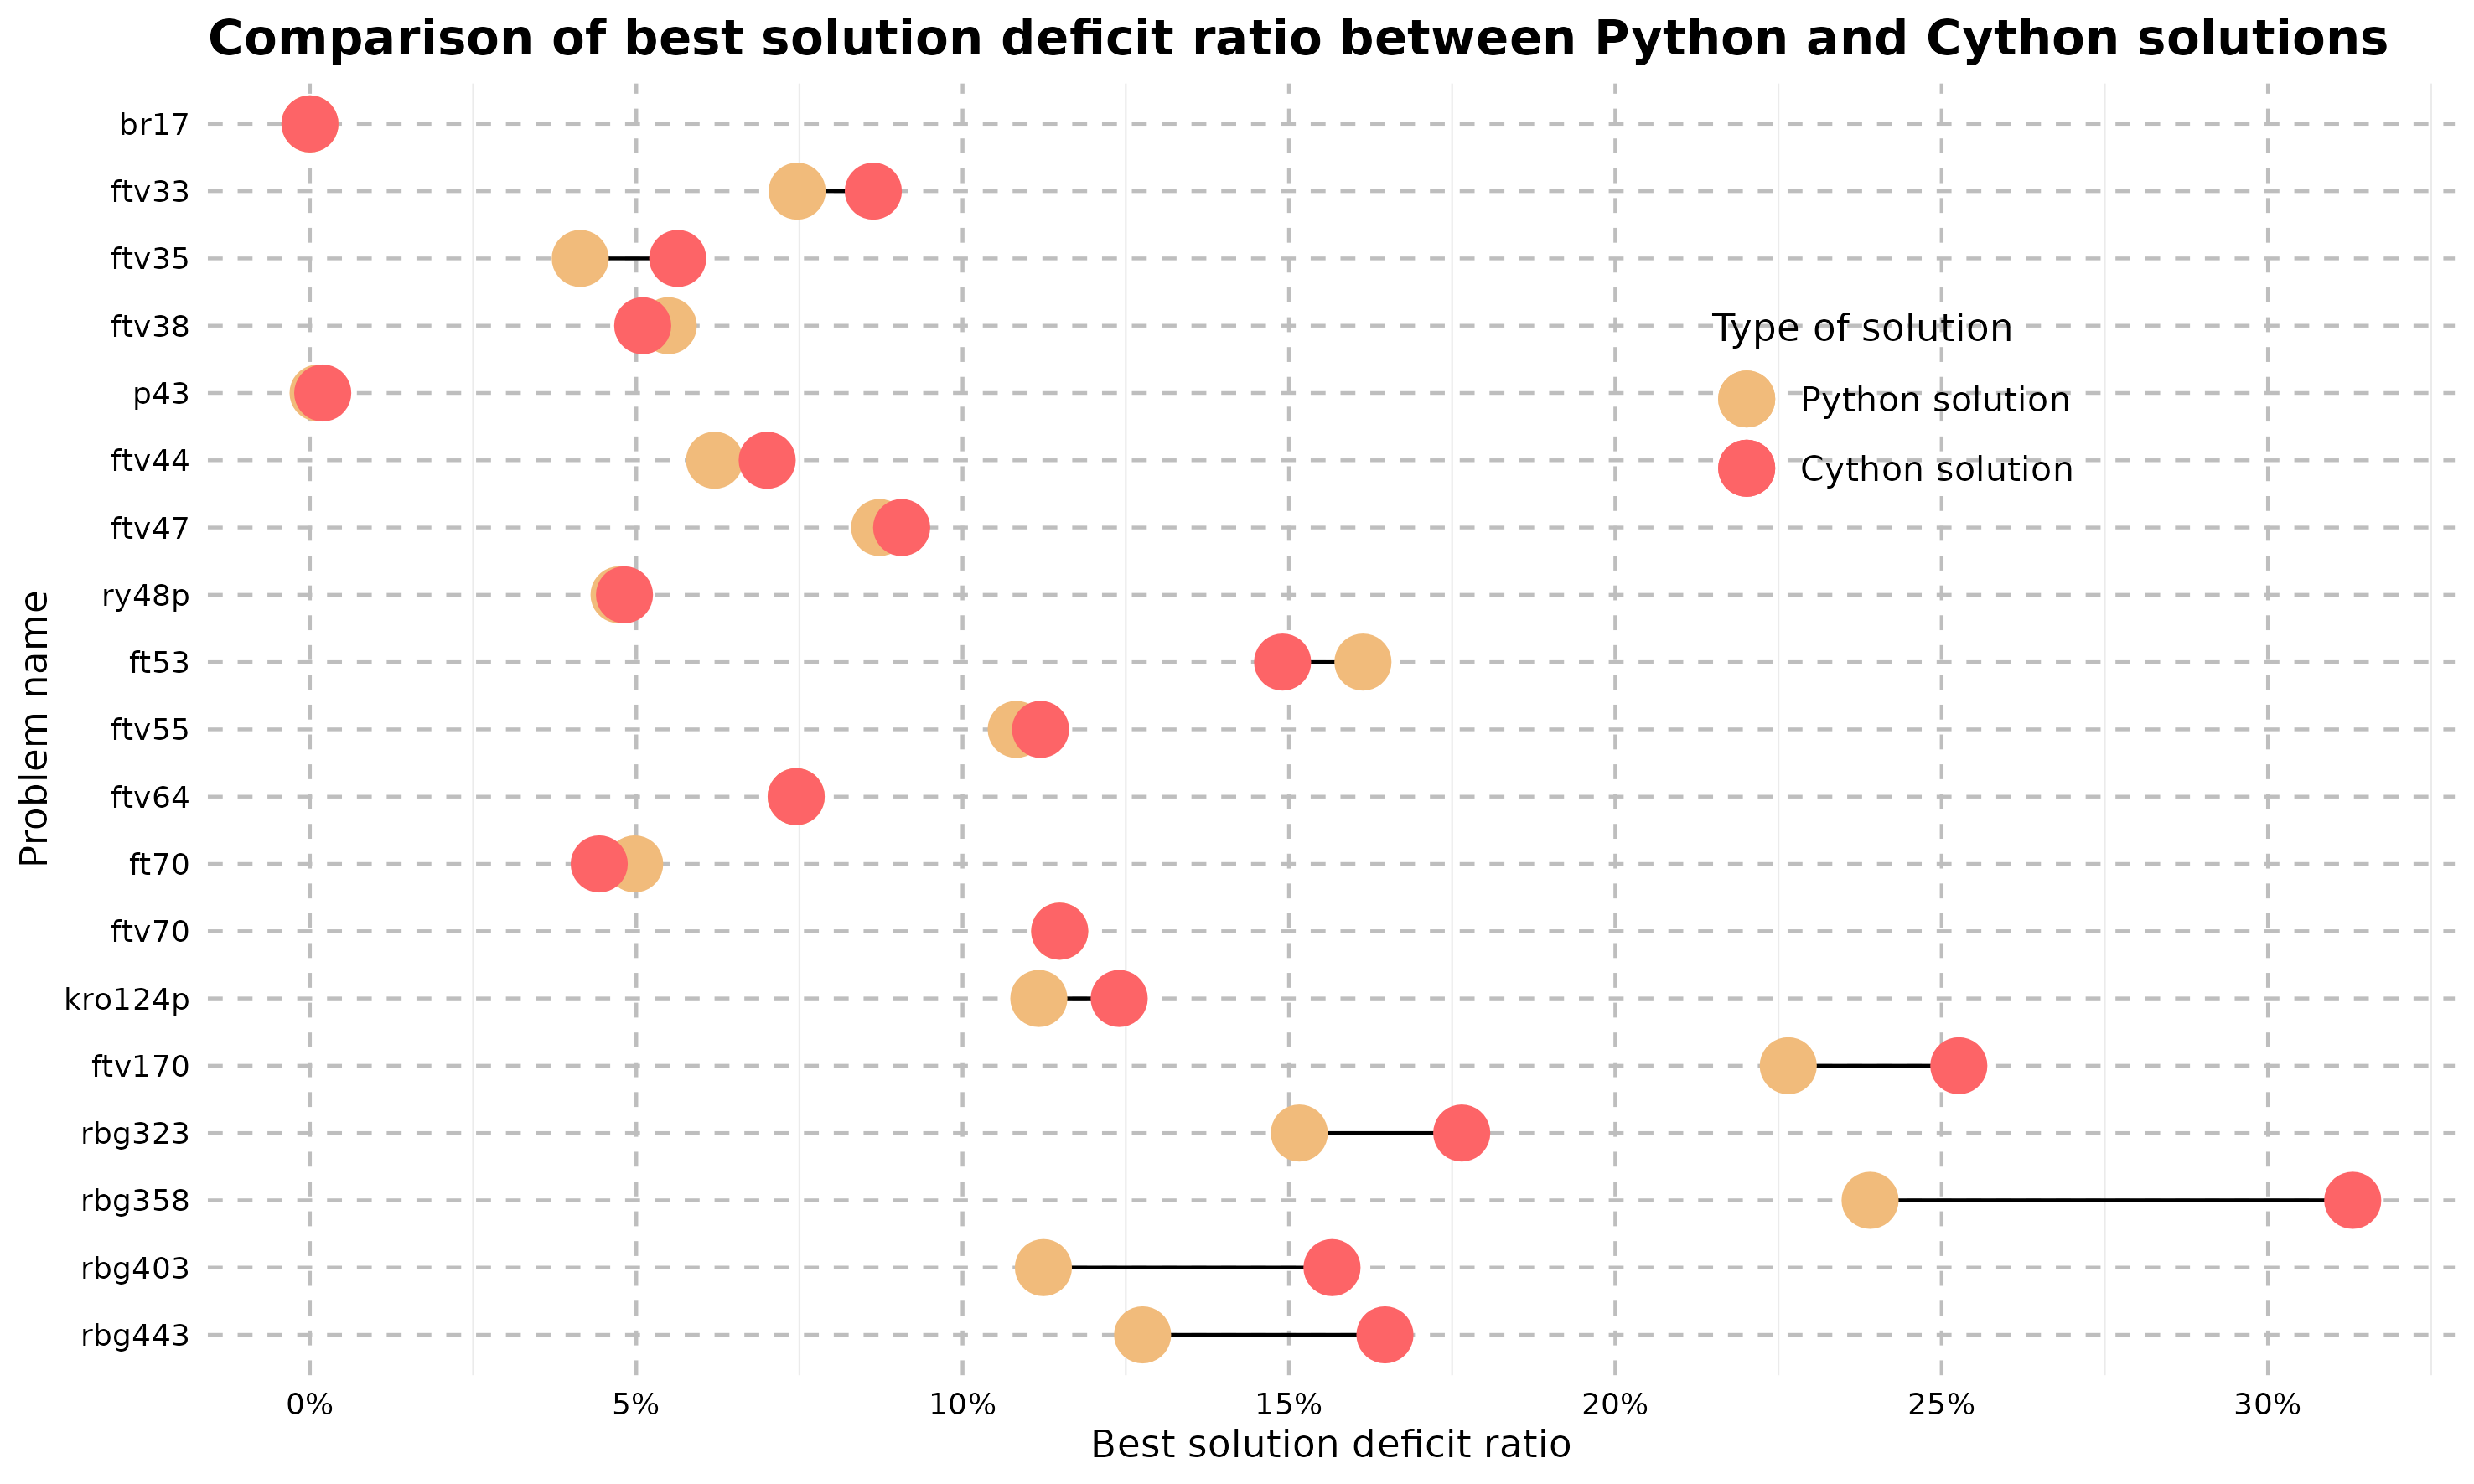 Comparison of best solution deficit ratio between Python and Cython solutions
Problem name
br17
ftv33
ftv35
ftv38
p43
ftv44
ftv47
ry48p
ft53
ftv55
ftv64
ft70
ftv70
kro124p
ftv170
rbg323
rbg358
rbg403
rbg443
Type of solution
Python solution
Cython solution
0% 5% 10% 15% 20% 25% 30%
Best solution deficit ratio